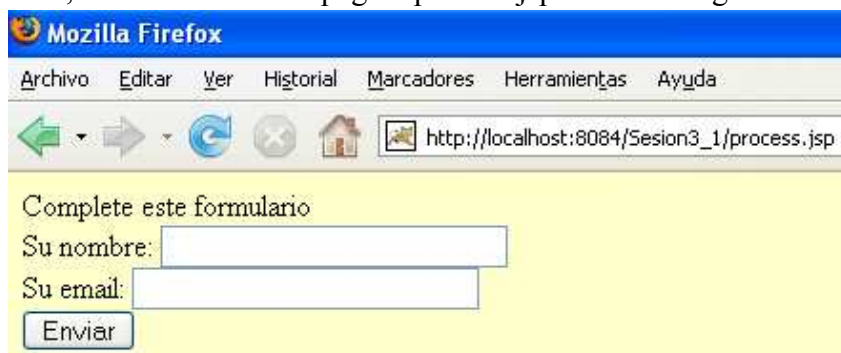 Mozilla Firefox
Archivo Editar Ver Historial Marcadores Herramientas Ayuda
http://localhost:8084/Sesion3_1/process.jsp
Complete este formulario
Su nombre:
Su email:
Enviar